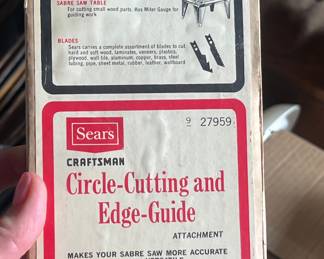 SABRE SAW TABLE
For cutting small wood parts. Has Miter Gauge for
guiding work.
BLADES
Sears carries a complete assortment of blades to cut
hard and soft wood, laminates, veneers, plastics,
plywood, wall tile, aluminum, copper, brass, steel
tubing, pipe, sheet metal, rubber, leather, wallboard
Sears
9 27959
CRAFTSMAN
Circle-Cutting and
Edge-Guide
ATTACHMENT
MAKES YOUR SABRE SAW MORE ACCURATE